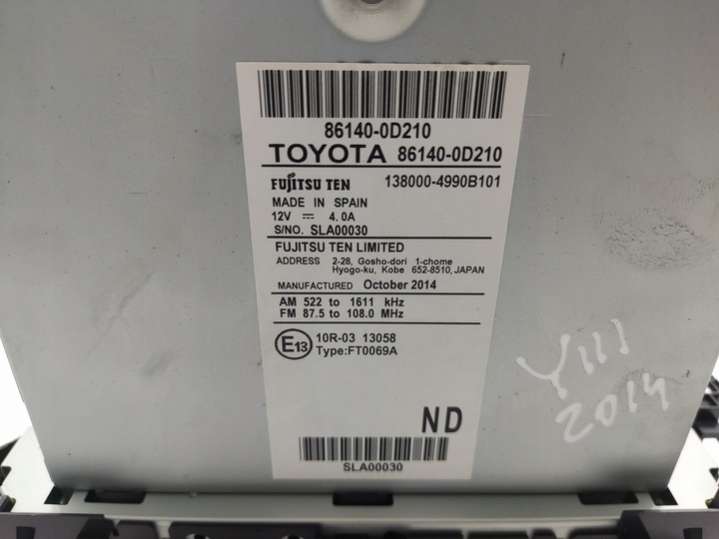 86140-0D210
TOYOTA 86140-0D210
FUJITSU TEN 138000-4990B101
MADE IN SPAIN
12V ⎓ 4.0A
S/NO. SLA00030
FUJITSU TEN LIMITED
ADDRESS 2-28, Gosho-dori 1-chome
Hyogo-ku, Kobe 652-8510, JAPAN
MANUFACTURED October 2014
AM 522 to 1611 kHz
FM 87.5 to 108.0 MHz
E13 10R-03 13058
Type:FT0069A
YIII
2014
ND
SLA00030